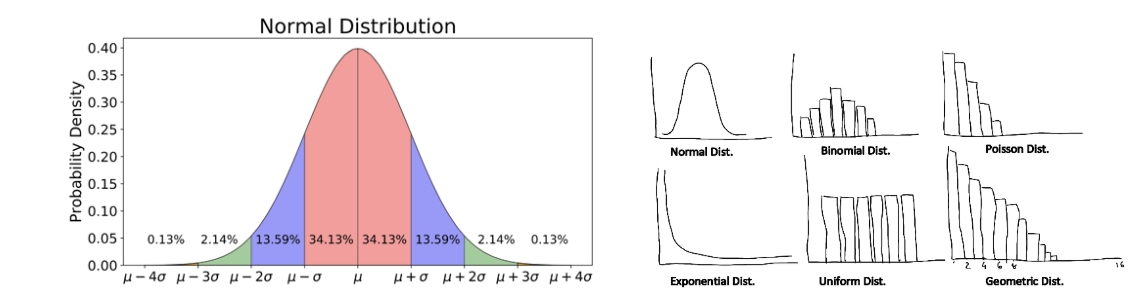 Normal Distribution
Probability Density
0.40
0.35
0.30
0.25
0.20
0.15
0.10
0.05
0.00
0.13% 2.14% 13.59% 34.13% 34.13% 13.59% 2.14% 0.13%
μ − 4σ μ − 3σ μ − 2σ μ − σ μ μ + σ μ + 2σ μ + 3σ μ + 4σ
Normal Dist. Binomial Dist. Poisson Dist.
2 4 6 8 16
Exponential Dist. Uniform Dist. Geometric Dist.